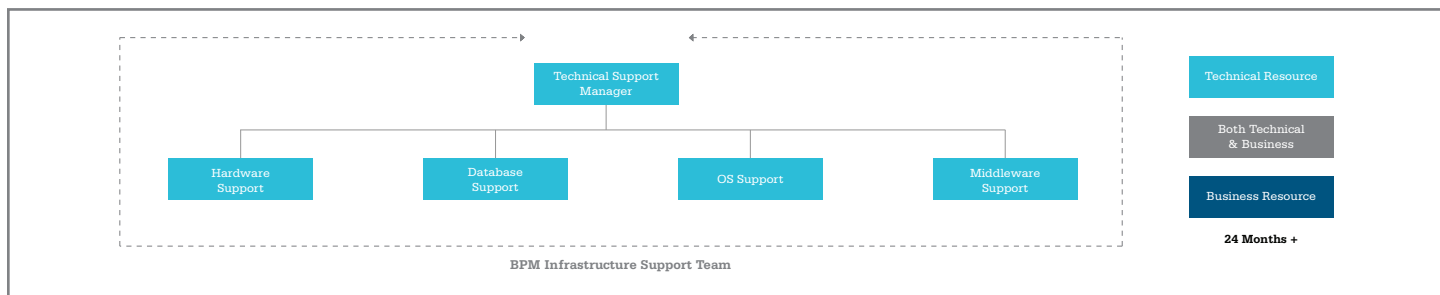 Technical Support
Manager
Hardware
Support
Database
Support
OS Support
Middleware
Support
BPM Infrastructure Support Team
Technical Resource
Both Technical
& Business
Business Resource
24 Months +